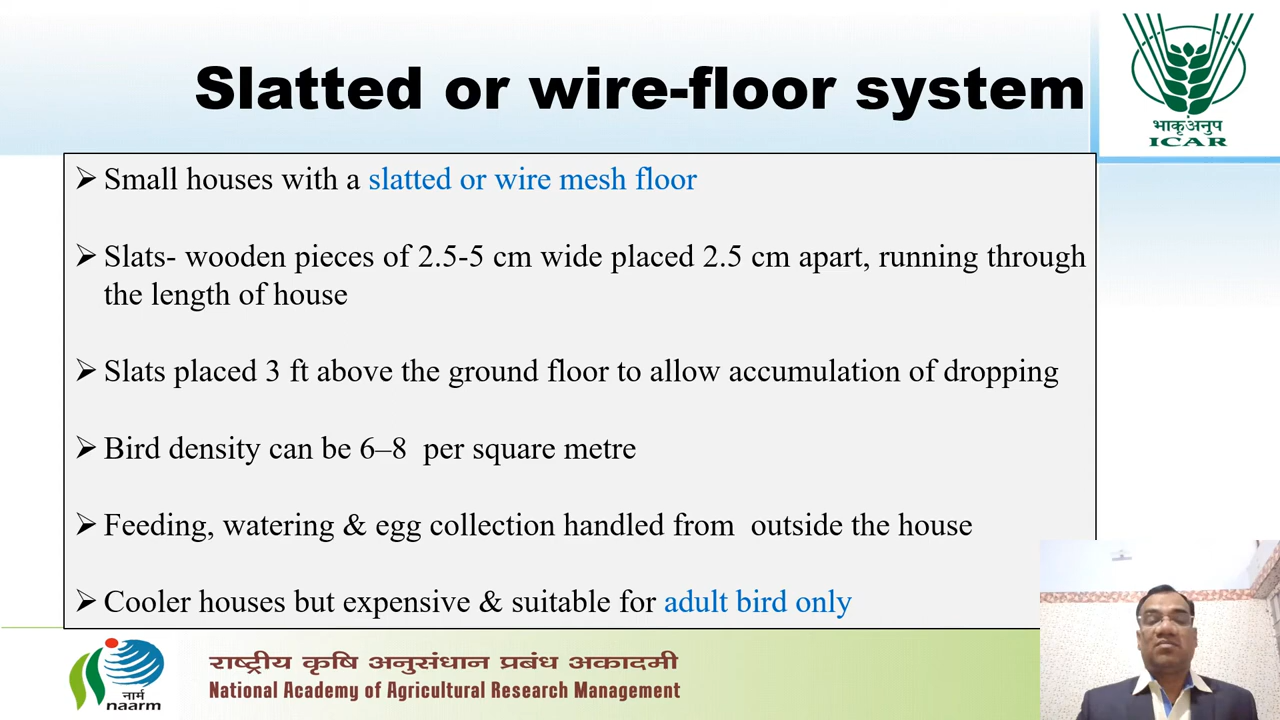 Slatted or wire-floor system
भाकृअनुप
ICAR
➢ Small houses with a slatted or wire mesh floor
➢ Slats- wooden pieces of 2.5-5 cm wide placed 2.5 cm apart, running through
the length of house
➢ Slats placed 3 ft above the ground floor to allow accumulation of dropping
➢ Bird density can be 6–8 per square metre
➢ Feeding, watering & egg collection handled from outside the house
➢ Cooler houses but expensive & suitable for adult bird only
नार्म
naarm
राष्ट्रीय कृषि अनुसंधान प्रबंध अकादमी
National Academy of Agricultural Research Management